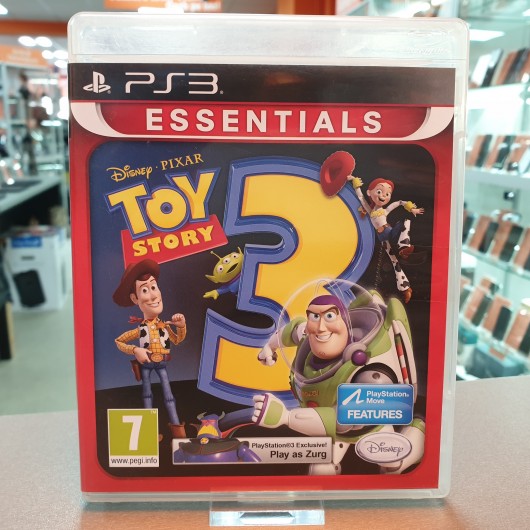 PS3
ESSENTIALS
Disney · PIXAR
TOY
STORY
3
PlayStation
Move
FEATURES
7
www.pegi.info
PlayStation®3 Exclusive!
Play as Zurg
Disney